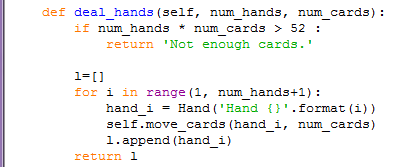 def deal_hands(self, num_hands, num_cards):
    if num_hands * num_cards > 52 :
        return 'Not enough cards.'

    l=[]
    for i in range(1, num_hands+1):
        hand_i = Hand('Hand {}'.format(i))
        self.move_cards(hand_i, num_cards)
        l.append(hand_i)
    return l